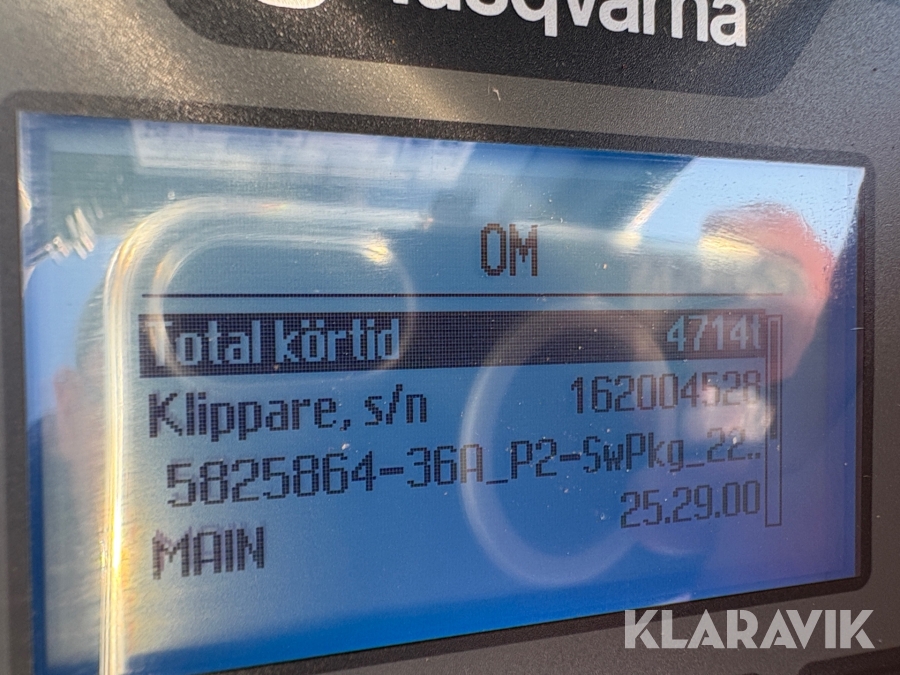 Husqvarna
OM
Total körtid 4714t
Klippare, s/n 162004528
5825864-36A_P2-SwPkg_22..
MAIN 25.29.00
KLARAVIK